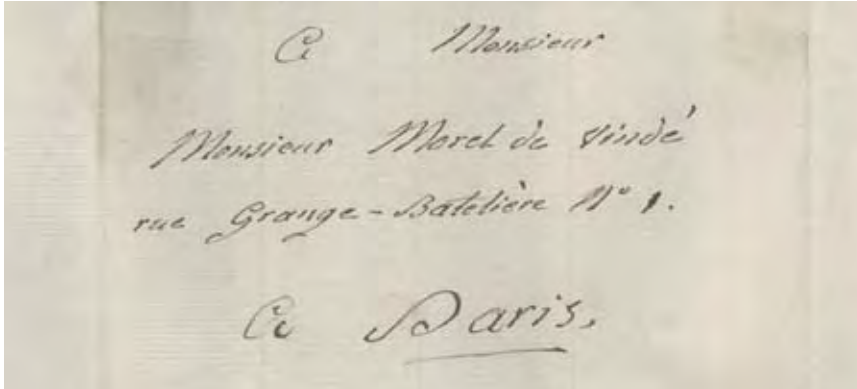 A Monsieur
Monsieur Morel de Vindé
rue Grange-Batelière N° 1.
A Paris,